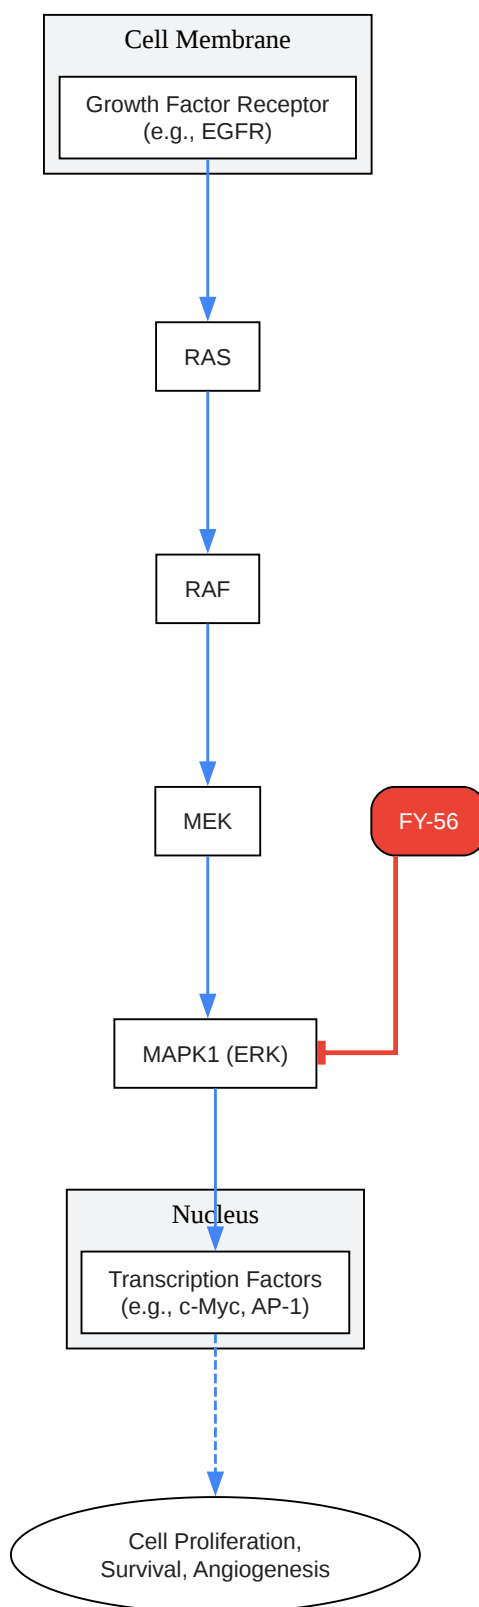 Cell Membrane
Growth Factor Receptor
(e.g., EGFR)
RAS
RAF
MEK
FY-56
MAPK1 (ERK)
Nucleus
Transcription Factors
(e.g., c-Myc, AP-1)
Cell Proliferation,
Survival, Angiogenesis